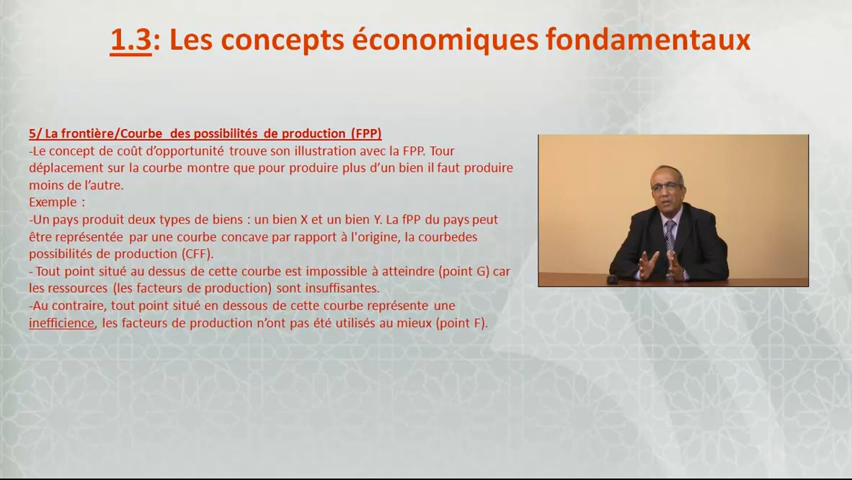 1.3: Les concepts économiques fondamentaux
5/ La frontière/Courbe des possibilités de production (FPP)
-Le concept de coût d'opportunité trouve son illustration avec la FPP. Tour
déplacement sur la courbe montre que pour produire plus d'un bien il faut produire
moins de l'autre.
Exemple :
-Un pays produit deux types de biens : un bien X et un bien Y. La fPP du pays peut
être représentée par une courbe concave par rapport à l'origine, la courbedes
possibilités de production (CFF).
- Tout point situé au dessus de cette courbe est impossible à atteindre (point G) car
les ressources (les facteurs de production) sont insuffisantes.
-Au contraire, tout point situé en dessous de cette courbe représente une
inefficience, les facteurs de production n'ont pas été utilisés au mieux (point F).